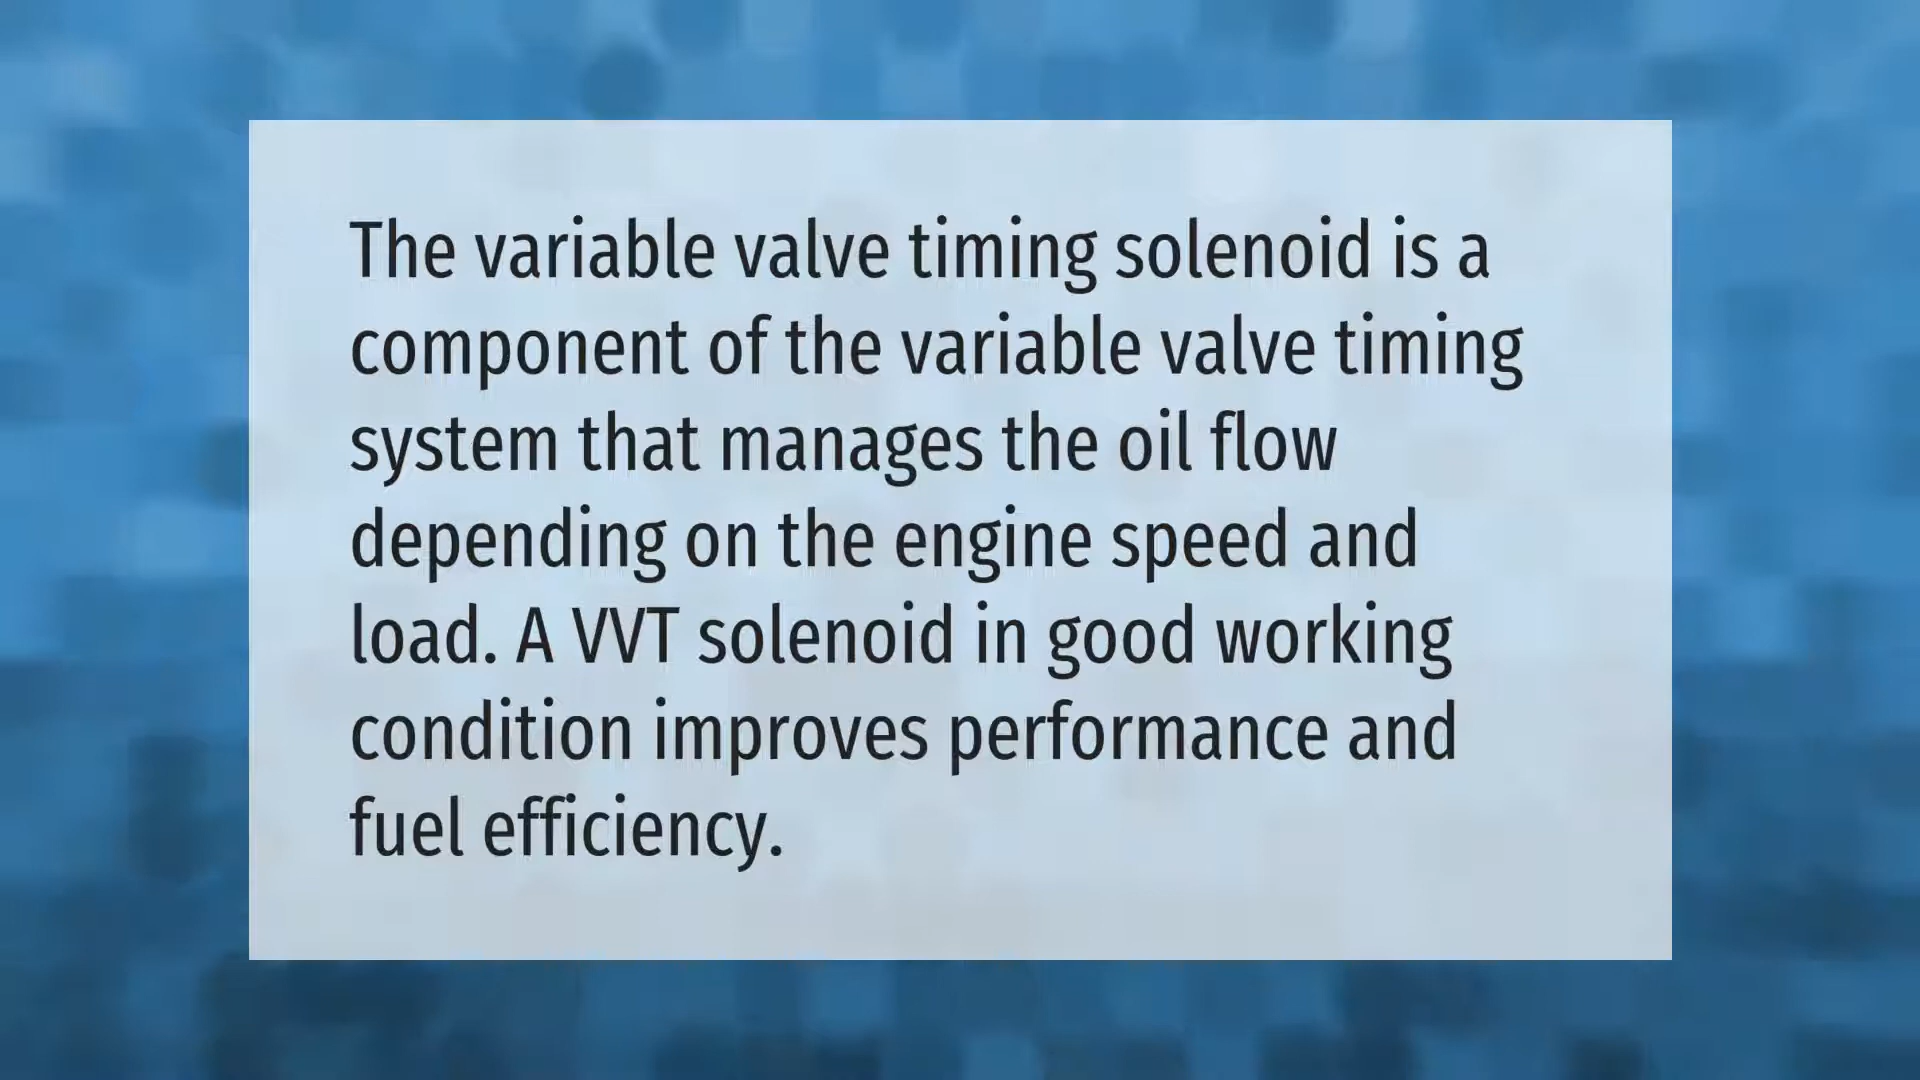 The variable valve timing solenoid is a
component of the variable valve timing
system that manages the oil flow
depending on the engine speed and
load. A VVT solenoid in good working
condition improves performance and
fuel efficiency.